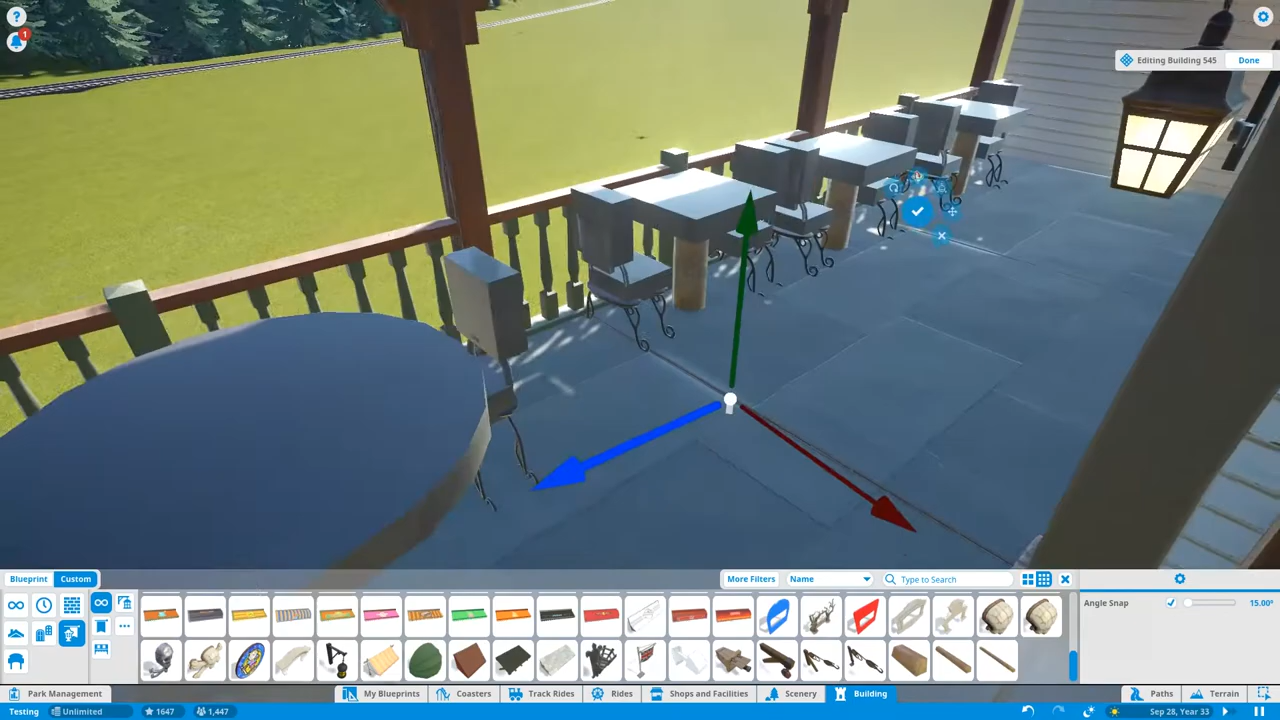 ?
1
Editing Building 545 Done
Blueprint Custom
More Filters Name Type to Search
Angle Snap 15.00°
Park Management My Blueprints Coasters Track Rides Rides Shops and Facilities Scenery Building Paths Terrain
Testing Unlimited 1647 1,447 Sep 28, Year 33